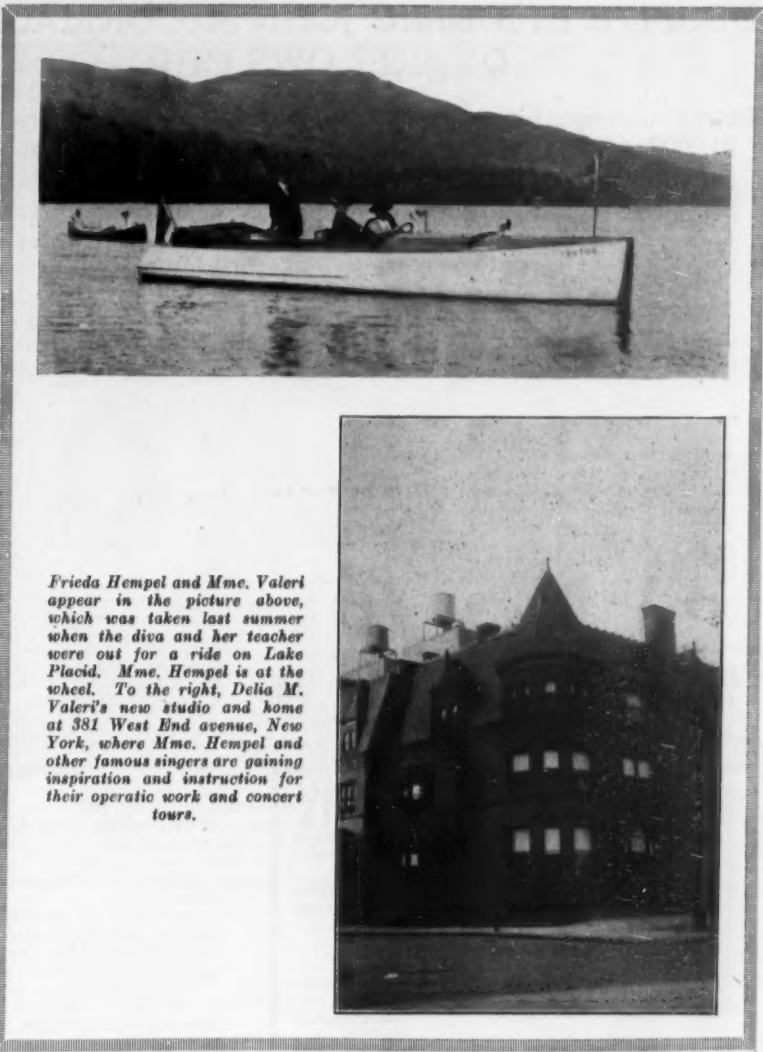 Frieda Hempel and Mme. Valeri
appear in the picture above,
which was taken last summer
when the diva and her teacher
were out for a ride on Lake
Placid. Mme. Hempel is at the
wheel. To the right, Delia M.
Valeri's new studio and home
at 381 West End avenue, New
York, where Mme. Hempel and
other famous singers are gaining
inspiration and instruction for
their operatic work and concert
tours.